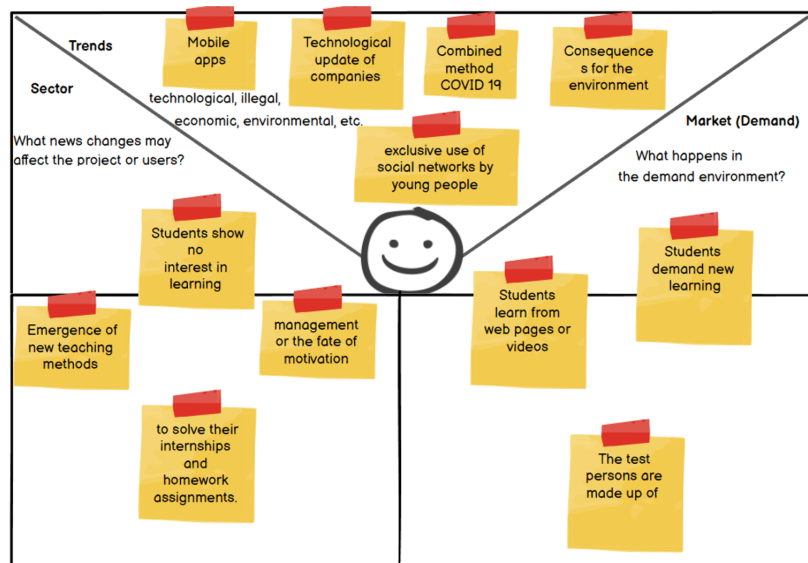 Trends
Mobile
apps
Technological
update of
companies
Combined
method
COVID 19
Consequence
s for the
environment
technological, illegal,
economic, environmental, etc.
Sector
What news changes may
affect the project or users?
exclusive use of
social networks by
young people
Market (Demand)
What happens in
the demand environment?
Students show
no
interest in
learning
Emergence of
new teaching
methods
management
or the fate of
motivation
to solve their
internships
and
homework
assignments.
Students
learn from
web pages or
videos
Students
demand new
learning
The test
persons are
made up of